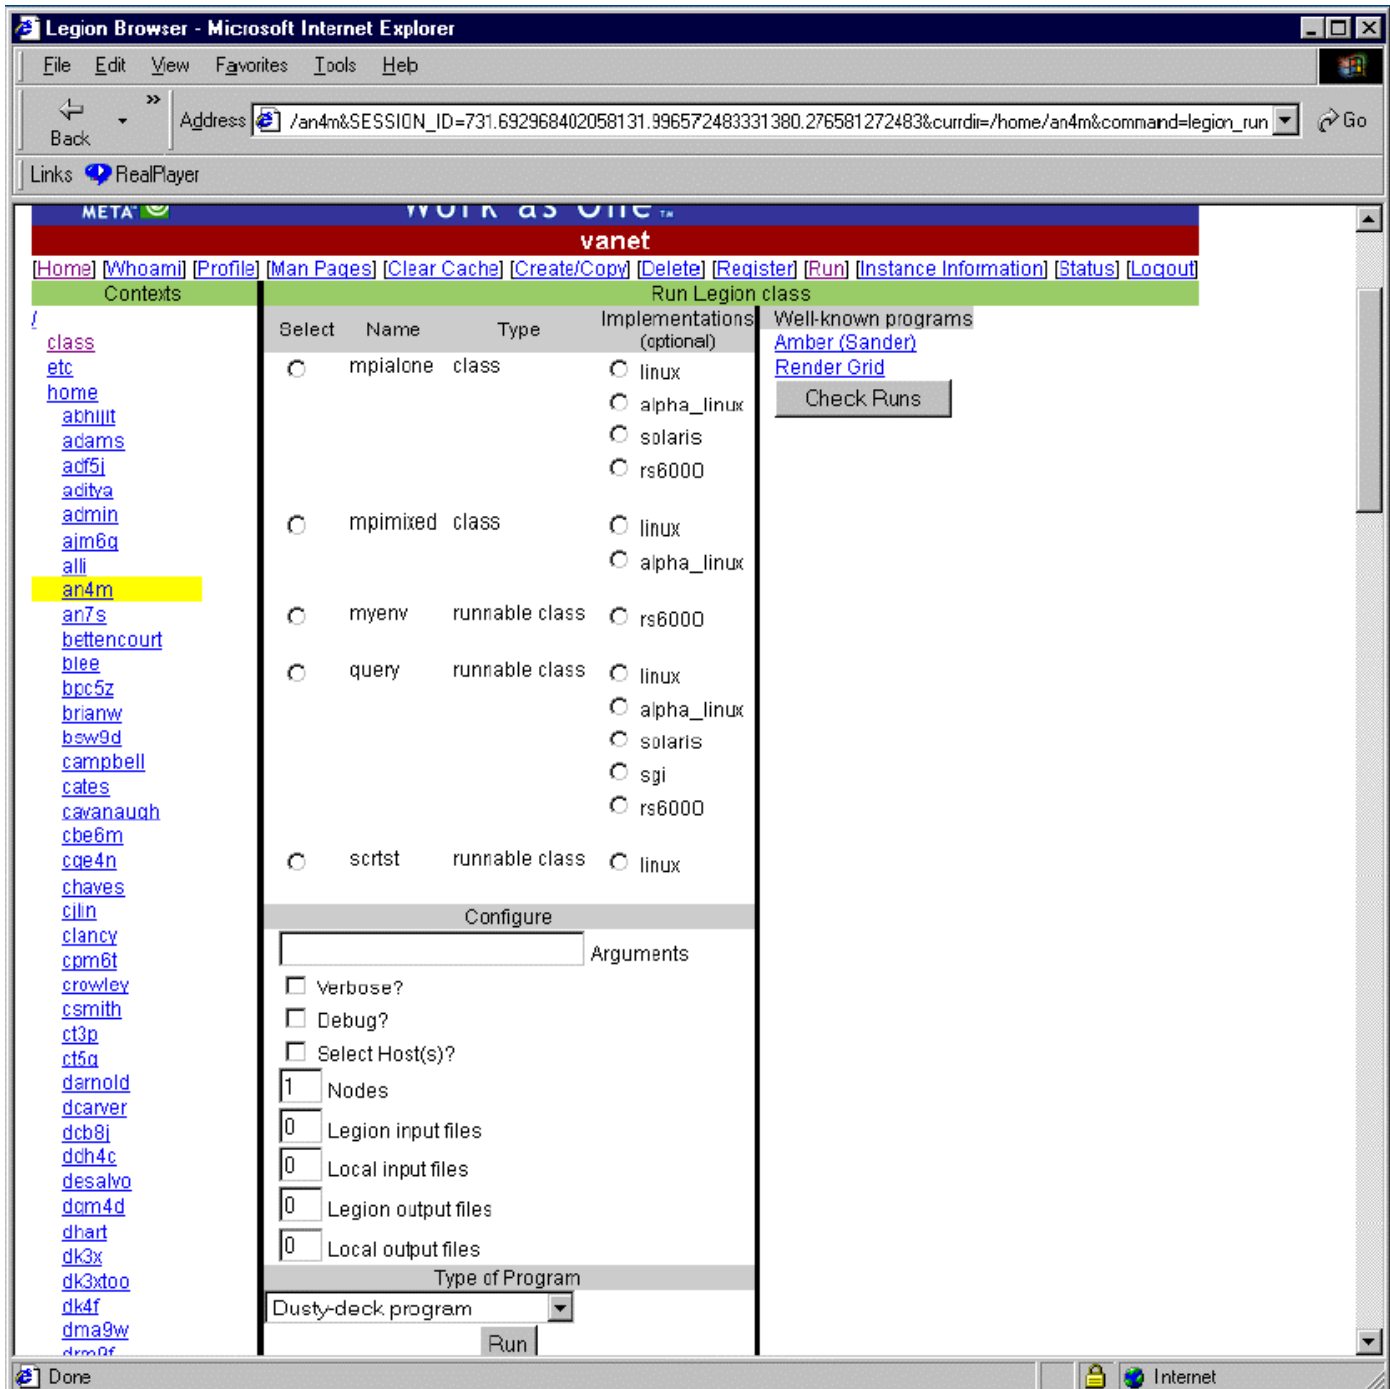 Legion Browser - Microsoft Internet Explorer
File Edit View Favorites Tools Help
Back » Address /an4m&SESSION_ID=731.692968402058131.996572483331380.276581272483&currdir=/home/an4m&command=legion_run Go
Links RealPlayer
META Work as One TM
vanet
[Home] [Whoami] [Profile] [Man Pages] [Clear Cache] [Create/Copy] [Delete] [Register] [Run] [Instance Information] [Status] [Logout]
Contexts
/
class
etc
home
abhijit
adams
adf5j
aditya
admin
ajm6q
alli
an4m
an7s
bettencourt
blee
bpc5z
brianw
bsw9d
campbell
cates
cavanaugh
cbe6m
cge4n
chaves
cjlin
clancy
cpm6t
crowley
csmith
ct3p
ct5q
darnold
dcarver
dcb8j
ddh4c
desalvo
dgm4d
dhart
dk3x
dk3xtoo
dk4f
dma9w
drm9f
Run Legion class
Select Name Type Implementations (optional)
mpialone class linux
alpha_linux
solaris
rs6000
mpimixed class linux
alpha_linux
myenv runnable class rs6000
query runnable class linux
alpha_linux
solaris
sgi
rs6000
scrtst runnable class linux
Configure
Arguments
Verbose?
Debug?
Select Host(s)?
1 Nodes
0 Legion input files
0 Local input files
0 Legion output files
0 Local output files
Type of Program
Dusty-deck program
Run
Well-known programs
Amber (Sander)
Render Grid
Check Runs
Done Internet